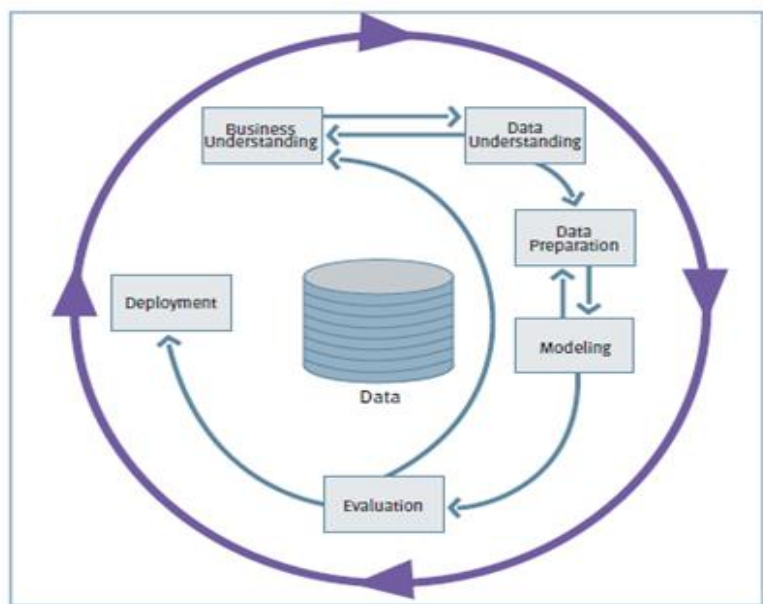 Business
Understanding
Data
Understanding
Data
Preparation
Deployment
Modeling
Data
Evaluation